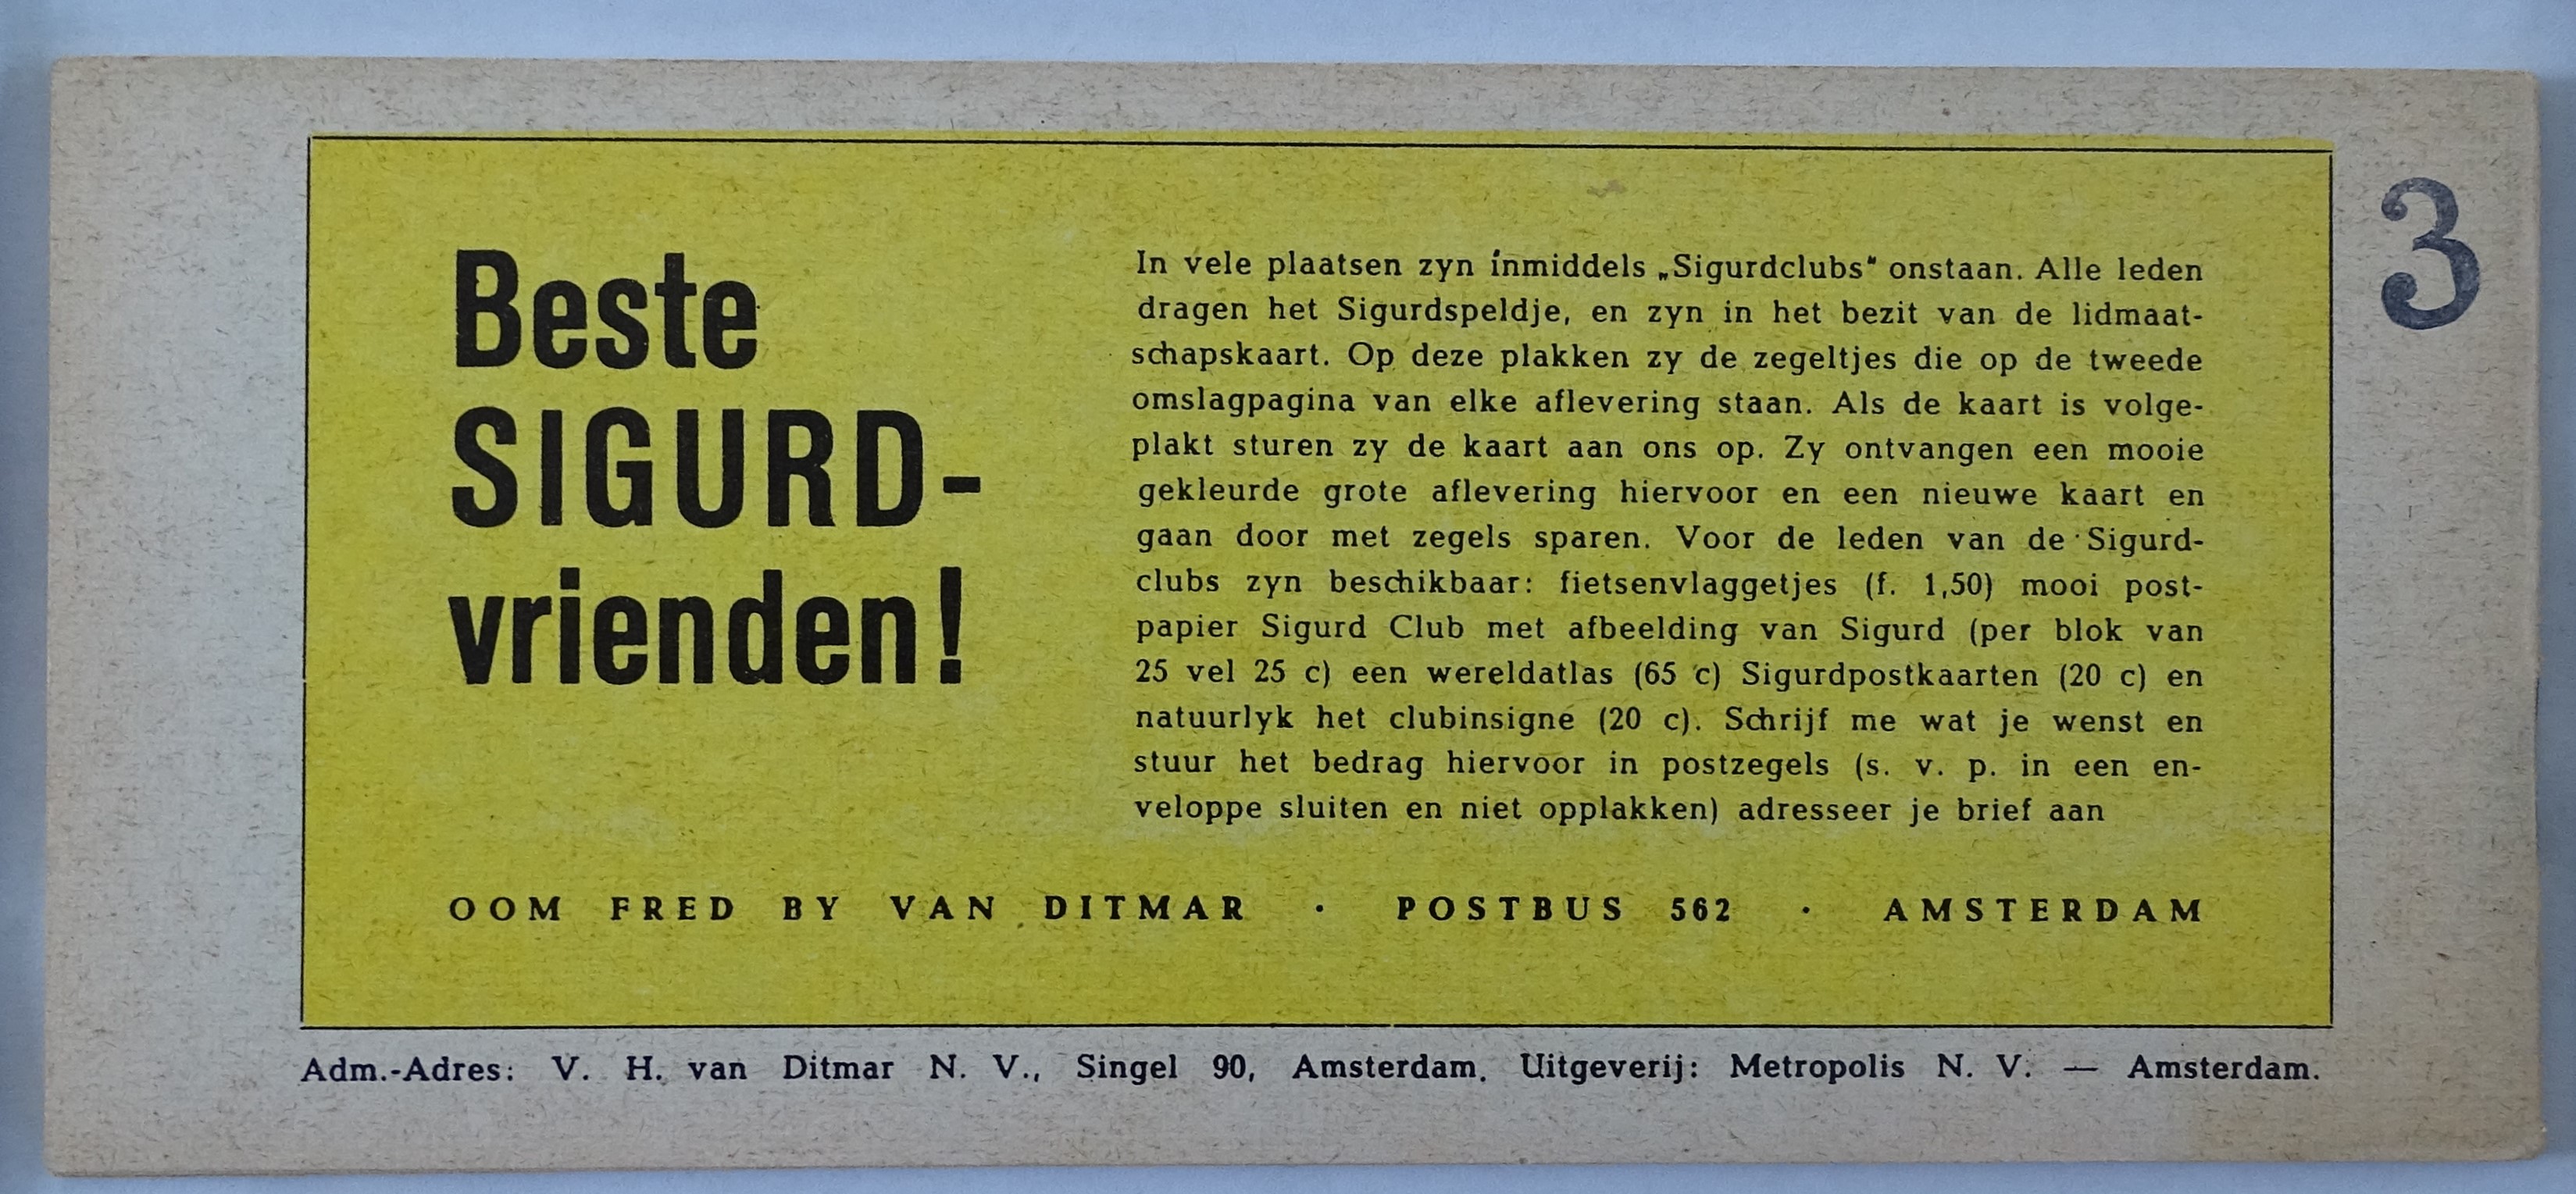 Beste
SIGURD-
vrienden!
In vele plaatsen zyn inmiddels „Sigurdclubs“ onstaan. Alle leden
dragen het Sigurdspeldje, en zyn in het bezit van de lidmaat-
schapskaart. Op deze plakken zy de zegeltjes die op de tweede
omslagpagina van elke aflevering staan. Als de kaart is volge-
plakt sturen zy de kaart aan ons op. Zy ontvangen een mooie
gekleurde grote aflevering hiervoor en een nieuwe kaart en
gaan door met zegels sparen. Voor de leden van de Sigurd-
clubs zyn beschikbaar: fietsenvlaggetjes (f. 1,50) mooi post-
papier Sigurd Club met afbeelding van Sigurd (per blok van
25 vel 25 c) een wereldatlas (65 c) Sigurdpostkaarten (20 c) en
natuurlyk het clubinsigne (20 c). Schrijf me wat je wenst en
stuur het bedrag hiervoor in postzegels (s. v. p. in een en-
veloppe sluiten en niet opplakken) adresseer je brief aan
OOM FRED BY VAN DITMAR · POSTBUS 562 · AMSTERDAM
Adm.-Adres: V. H. van Ditmar N. V., Singel 90, Amsterdam. Uitgeverij: Metropolis N. V. — Amsterdam.
3